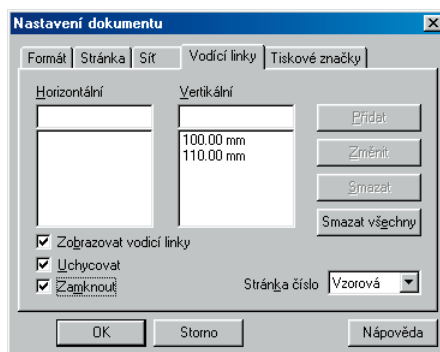 Nastavení dokumentu
Formát Stránka Síť Vodící linky Tiskové značky
Horizontální Vertikální
Přidat
100.00 mm
110.00 mm
Změnit
Smazat
Smazat všechny
Zobrazovat vodicí linky
Uchycovat
Zamknout
Stránka číslo Vzorová
OK Storno Nápověda